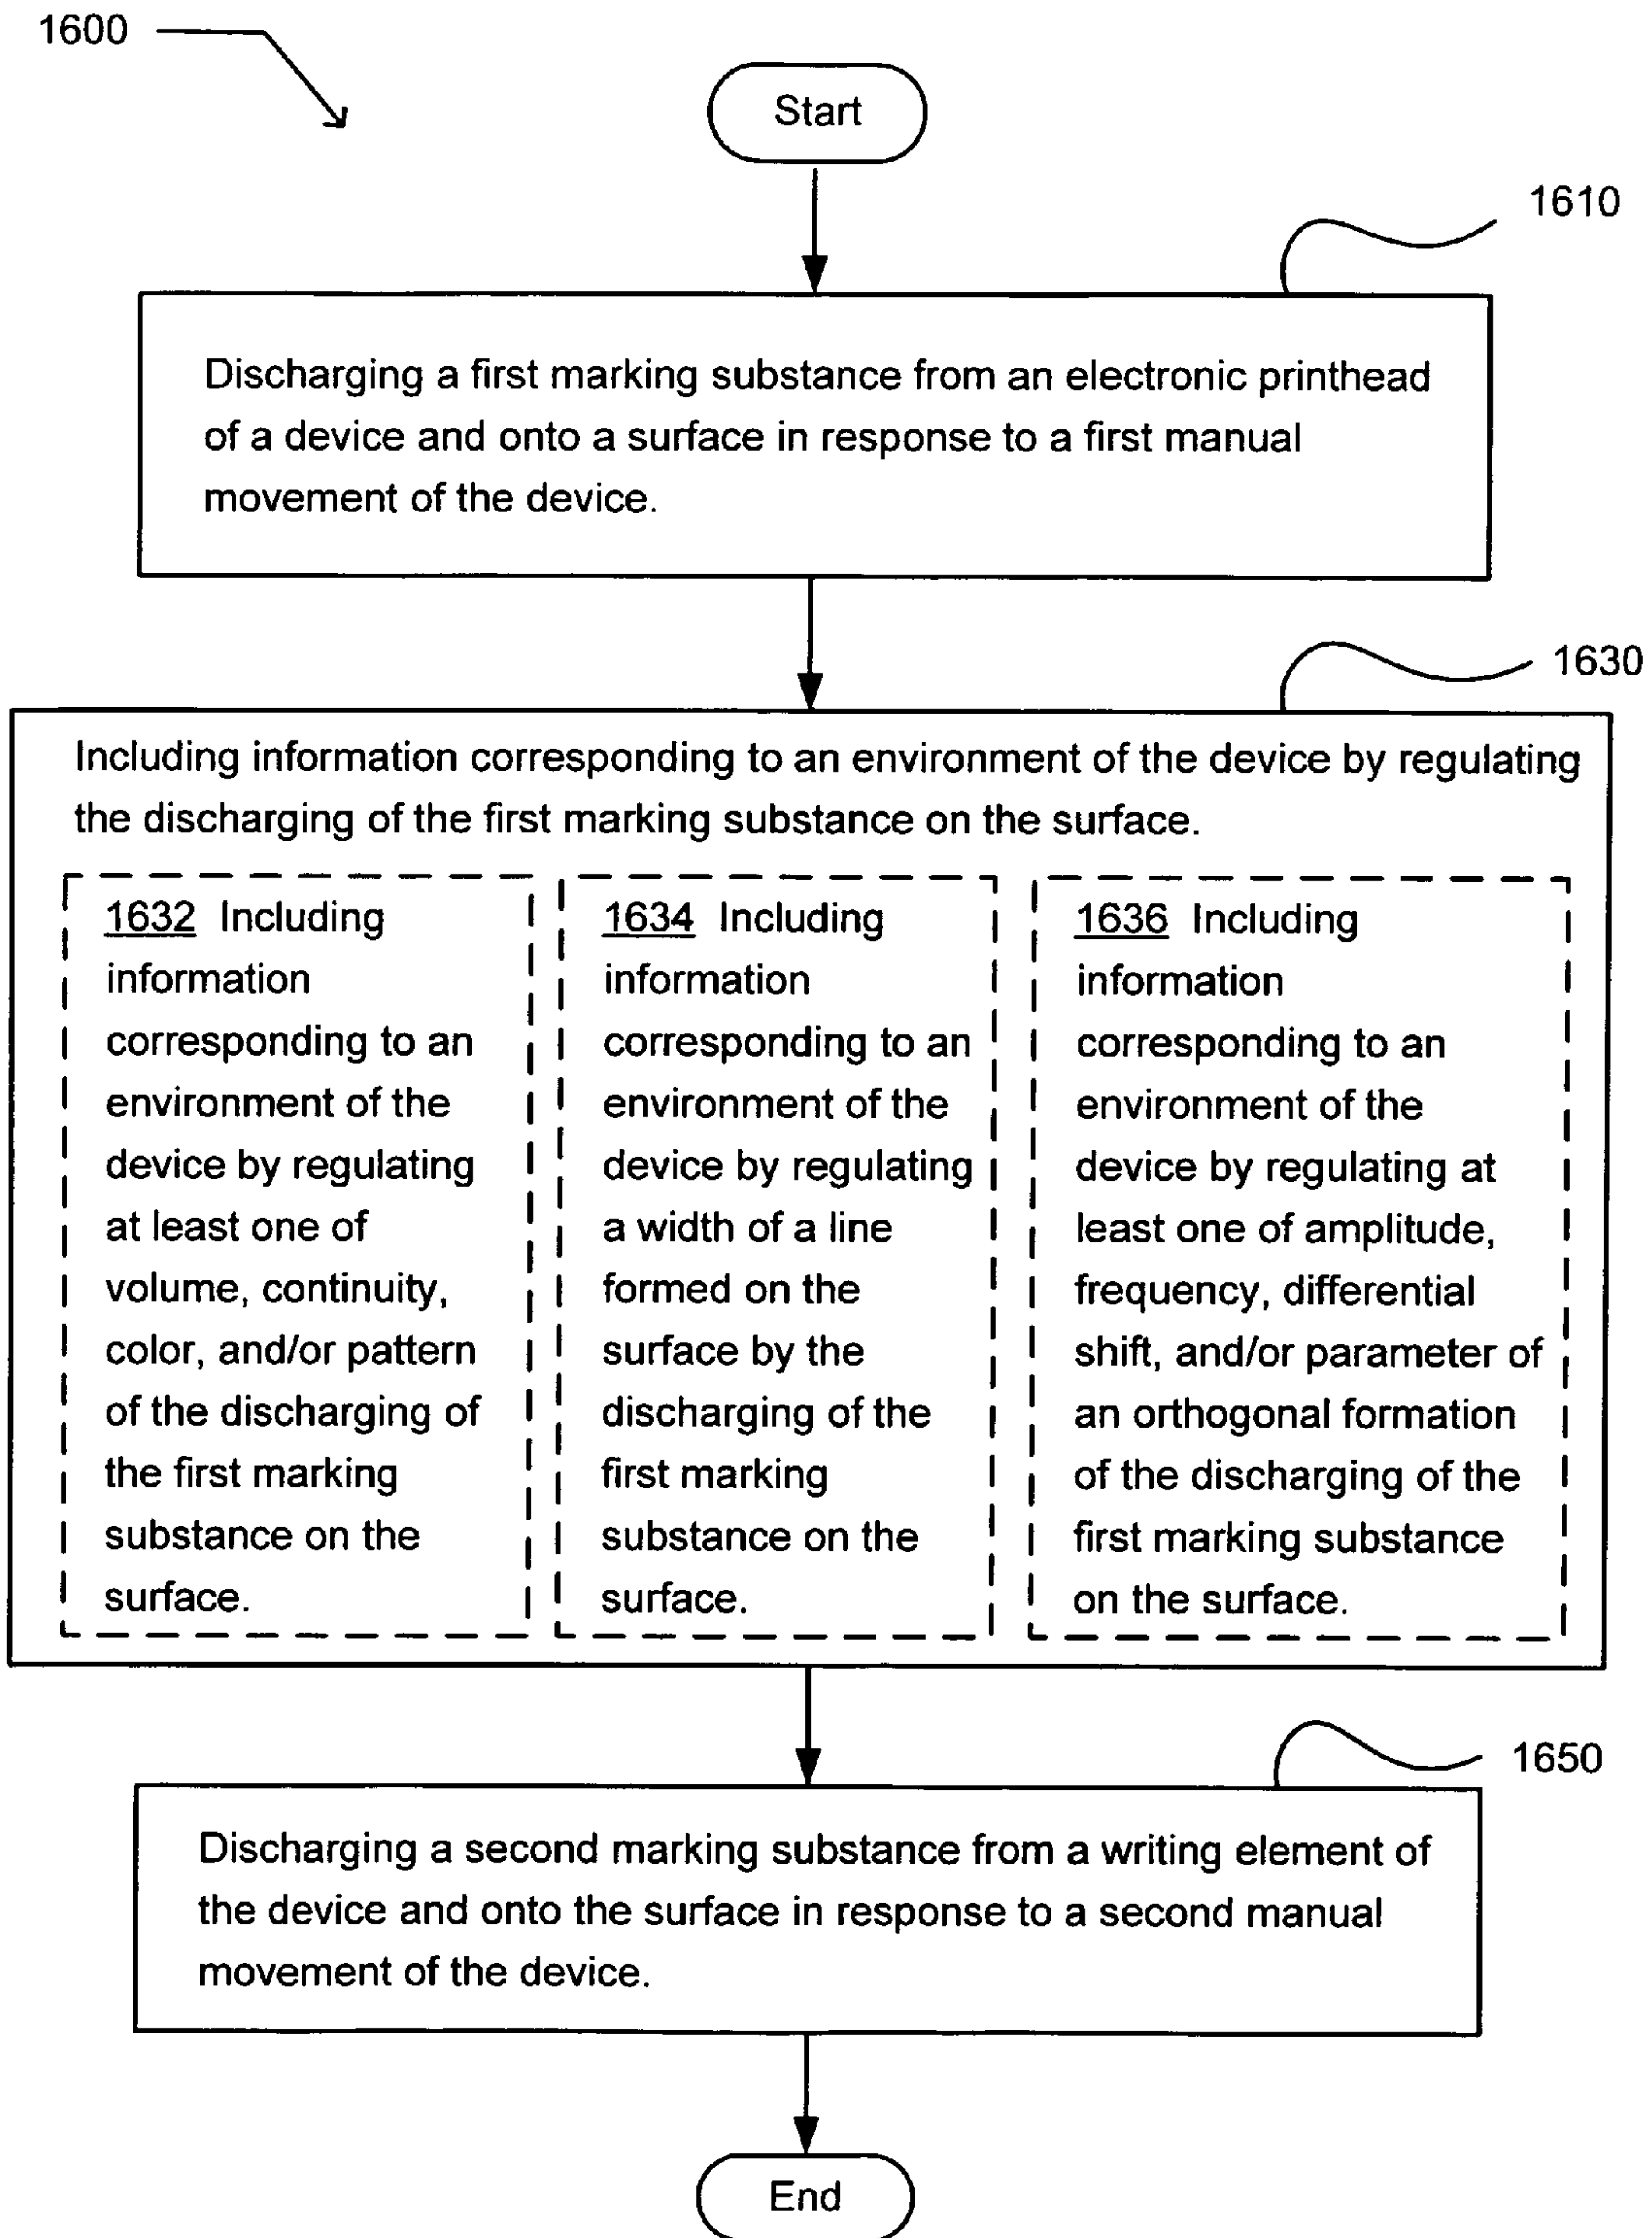 1600
Start
1610
Discharging a first marking substance from an electronic printhead
of a device and onto a surface in response to a first manual
movement of the device.
1630
Including information corresponding to an environment of the device by regulating
the discharging of the first marking substance on the surface.
1632 Including
information
corresponding to an
environment of the
device by regulating
at least one of
volume, continuity,
color, and/or pattern
of the discharging of
the first marking
substance on the
surface.
1634 Including
information
corresponding to an
environment of the
device by regulating
a width of a line
formed on the
surface by the
discharging of the
first marking
substance on the
surface.
1636 Including
information
corresponding to an
environment of the
device by regulating at
least one of amplitude,
frequency, differential
shift, and/or parameter of
an orthogonal formation
of the discharging of the
first marking substance
on the surface.
1650
Discharging a second marking substance from a writing element of
the device and onto the surface in response to a second manual
movement of the device.
End